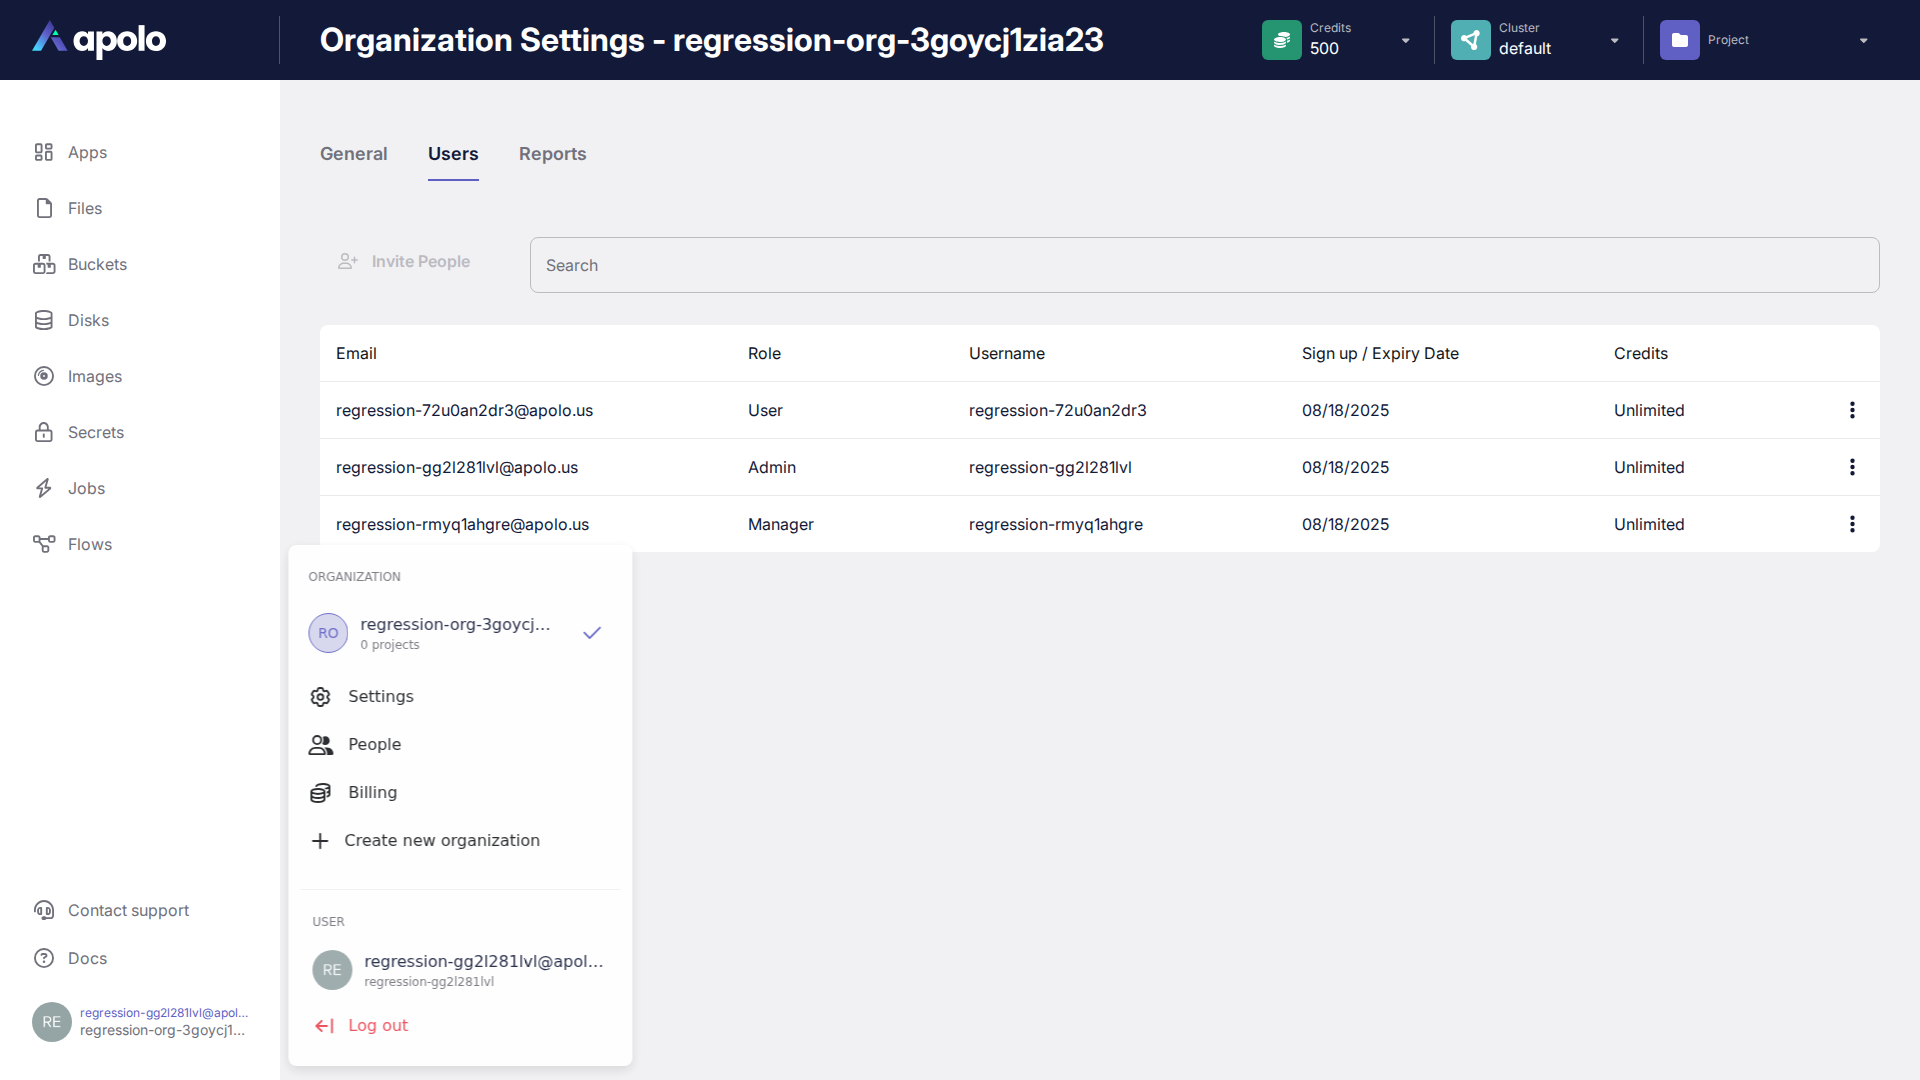 apolo
Organization Settings - regression-org-3goycj1zia23
Credits
500
Cluster
default
Project
Apps
Files
Buckets
Disks
Images
Secrets
Jobs
Flows
General
Users
Reports
Invite People
Search
Email Role Username Sign up / Expiry Date Credits
regression-72u0an2dr3@apolo.us User regression-72u0an2dr3 08/18/2025 Unlimited
regression-gg2l281lvl@apolo.us Admin regression-gg2l281lvl 08/18/2025 Unlimited
regression-rmyq1ahgre@apolo.us Manager regression-rmyq1ahgre 08/18/2025 Unlimited
ORGANIZATION
RO
regression-org-3goycj...
0 projects
Settings
People
Billing
Create new organization
USER
RE
regression-gg2l281lvl@apol...
regression-gg2l281lvl
Log out
Contact support
Docs
RE
regression-gg2l281lvl@apol...
regression-org-3goycj1...